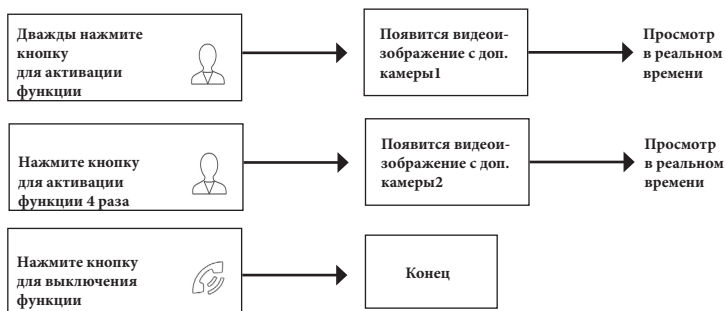 Дважды нажмите
кнопку
для активации
функции
Появится видеои-
зображение с доп.
камеры1
Просмотр
в реальном
времени
Нажмите кнопку
для активации
функции 4 раза
Появится видеои-
зображение с доп.
камеры2
Просмотр
в реальном
времени
Нажмите кнопку
для выключения
функции
Конец